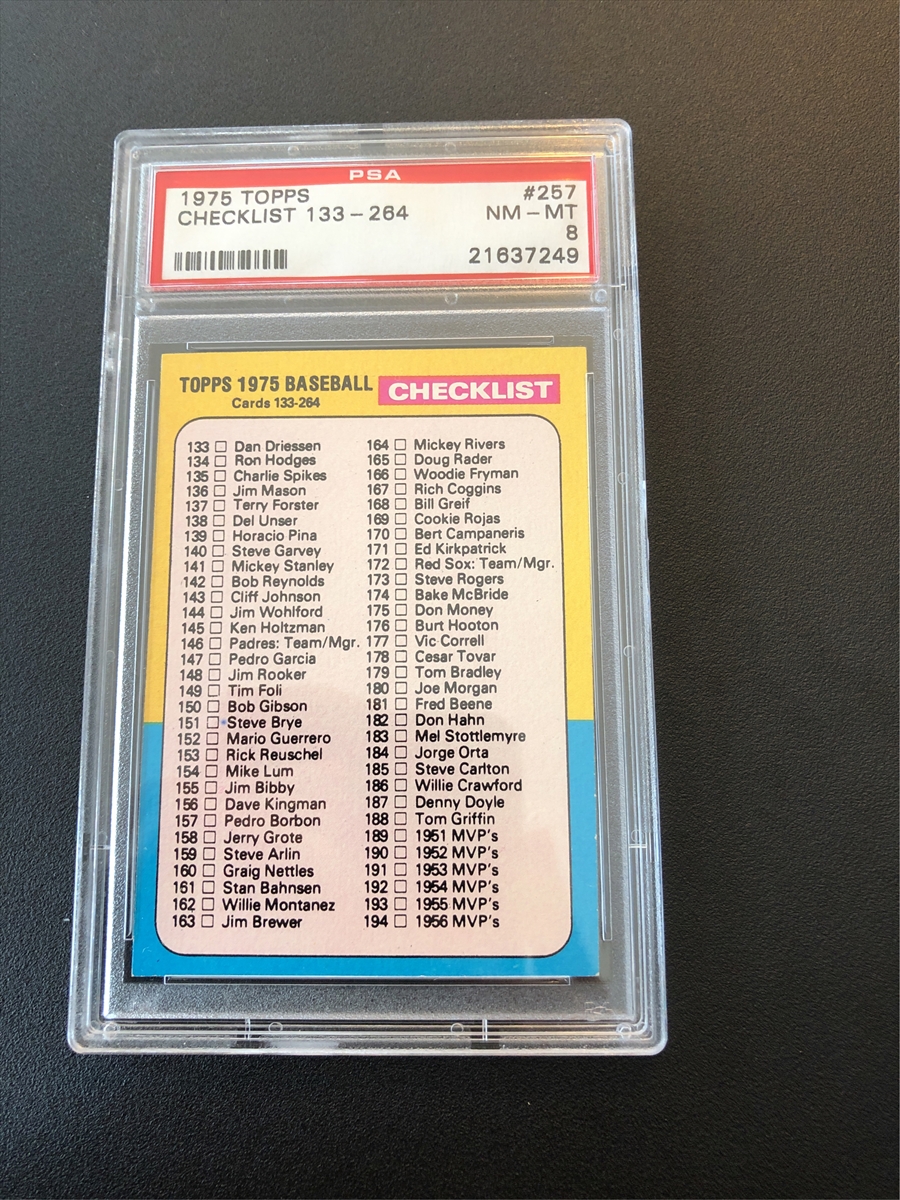 PSA
1975 TOPPS #257
CHECKLIST 133-264 NM-MT
8
21637249
TOPPS 1975 BASEBALL CHECKLIST
Cards 133-264
133 □ Dan Driessen
134 □ Ron Hodges
135 □ Charlie Spikes
136 □ Jim Mason
137 □ Terry Forster
138 □ Del Unser
139 □ Horacio Pina
140 □ Steve Garvey
141 □ Mickey Stanley
142 □ Bob Reynolds
143 □ Cliff Johnson
144 □ Jim Wohlford
145 □ Ken Holtzman
146 □ Padres: Team/Mgr.
147 □ Pedro Garcia
148 □ Jim Rooker
149 □ Tim Foli
150 □ Bob Gibson
151 □ Steve Brye
152 □ Mario Guerrero
153 □ Rick Reuschel
154 □ Mike Lum
155 □ Jim Bibby
156 □ Dave Kingman
157 □ Pedro Borbon
158 □ Jerry Grote
159 □ Steve Arlin
160 □ Graig Nettles
161 □ Stan Bahnsen
162 □ Willie Montanez
163 □ Jim Brewer
164 □ Mickey Rivers
165 □ Doug Rader
166 □ Woodie Fryman
167 □ Rich Coggins
168 □ Bill Greif
169 □ Cookie Rojas
170 □ Bert Campaneris
171 □ Ed Kirkpatrick
172 □ Red Sox: Team/Mgr.
173 □ Steve Rogers
174 □ Bake McBride
175 □ Don Money
176 □ Burt Hooton
177 □ Vic Correll
178 □ Cesar Tovar
179 □ Tom Bradley
180 □ Joe Morgan
181 □ Fred Beene
182 □ Don Hahn
183 □ Mel Stottlemyre
184 □ Jorge Orta
185 □ Steve Carlton
186 □ Willie Crawford
187 □ Denny Doyle
188 □ Tom Griffin
189 □ 1951 MVP's
190 □ 1952 MVP's
191 □ 1953 MVP's
192 □ 1954 MVP's
193 □ 1955 MVP's
194 □ 1956 MVP's